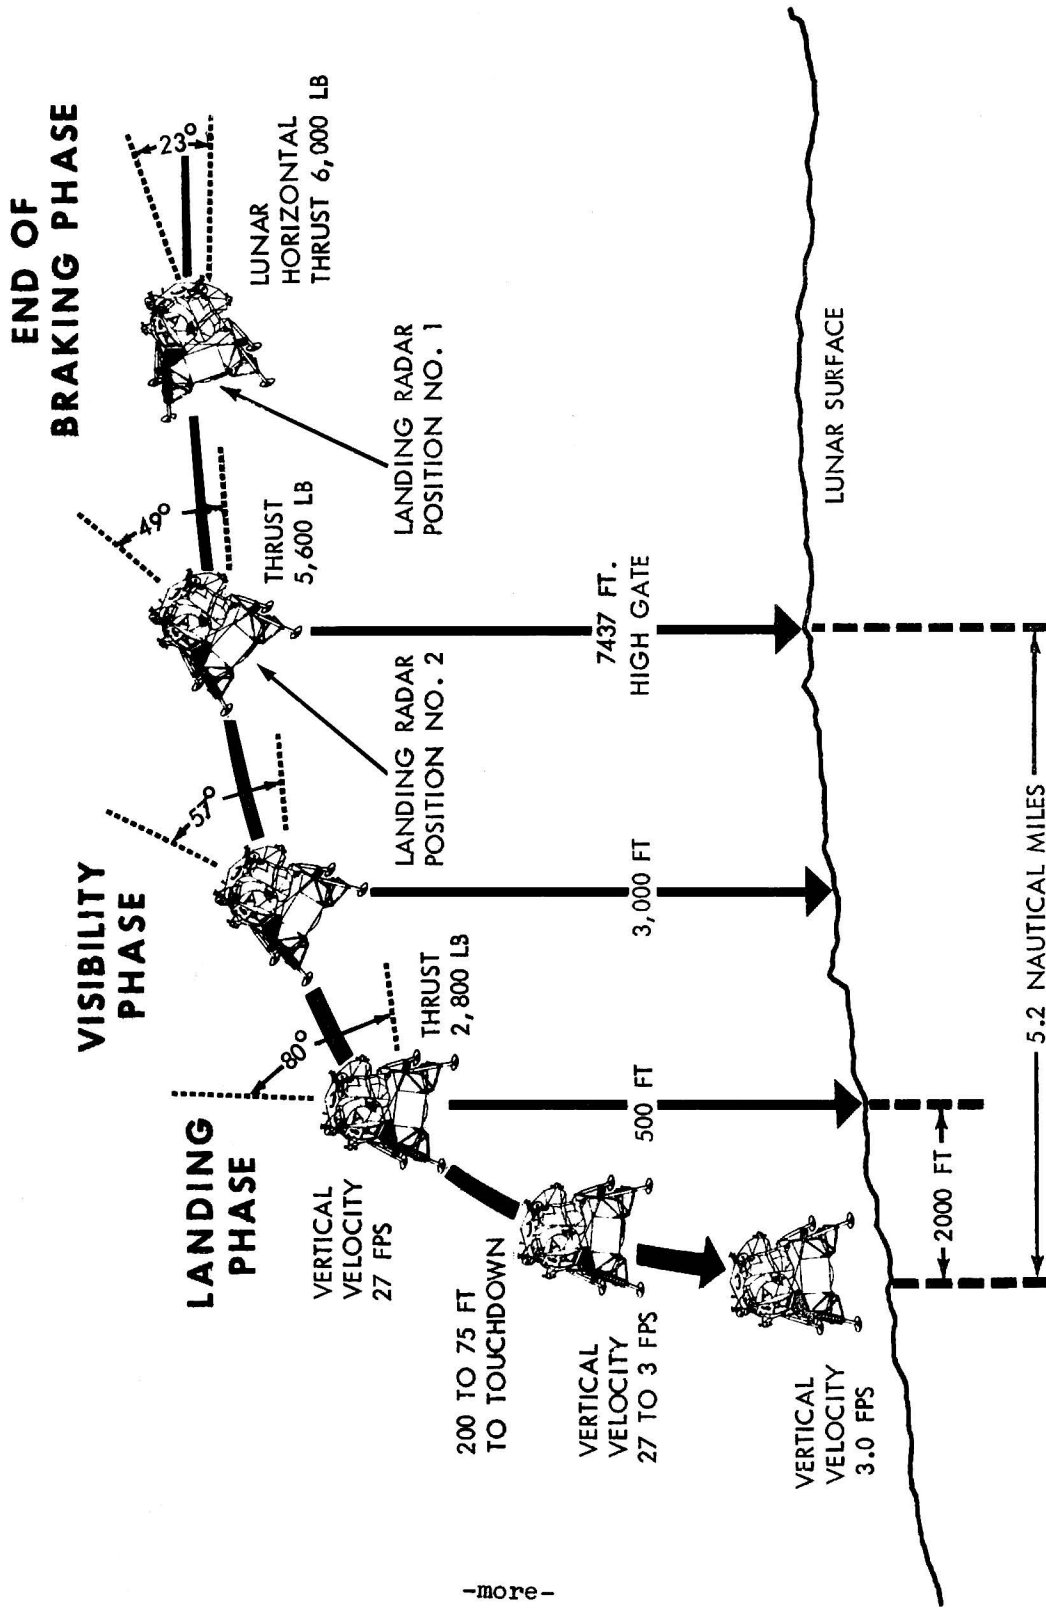 END OF
BRAKING PHASE
23°
LUNAR
HORIZONTAL
THRUST 6,000 LB
LANDING RADAR
POSITION NO. 1
49°
THRUST
5,600 LB
LANDING RADAR
POSITION NO. 2
7437 FT.
HIGH GATE
VISIBILITY
PHASE
57°
3,000 FT
LANDING
PHASE
80°
THRUST
2,800 LB
VERTICAL
VELOCITY
27 FPS
500 FT
200 TO 75 FT
TO TOUCHDOWN
VERTICAL
VELOCITY
27 TO 3 FPS
VERTICAL
VELOCITY
3.0 FPS
LUNAR SURFACE
2000 FT
5.2 NAUTICAL MILES
-more-